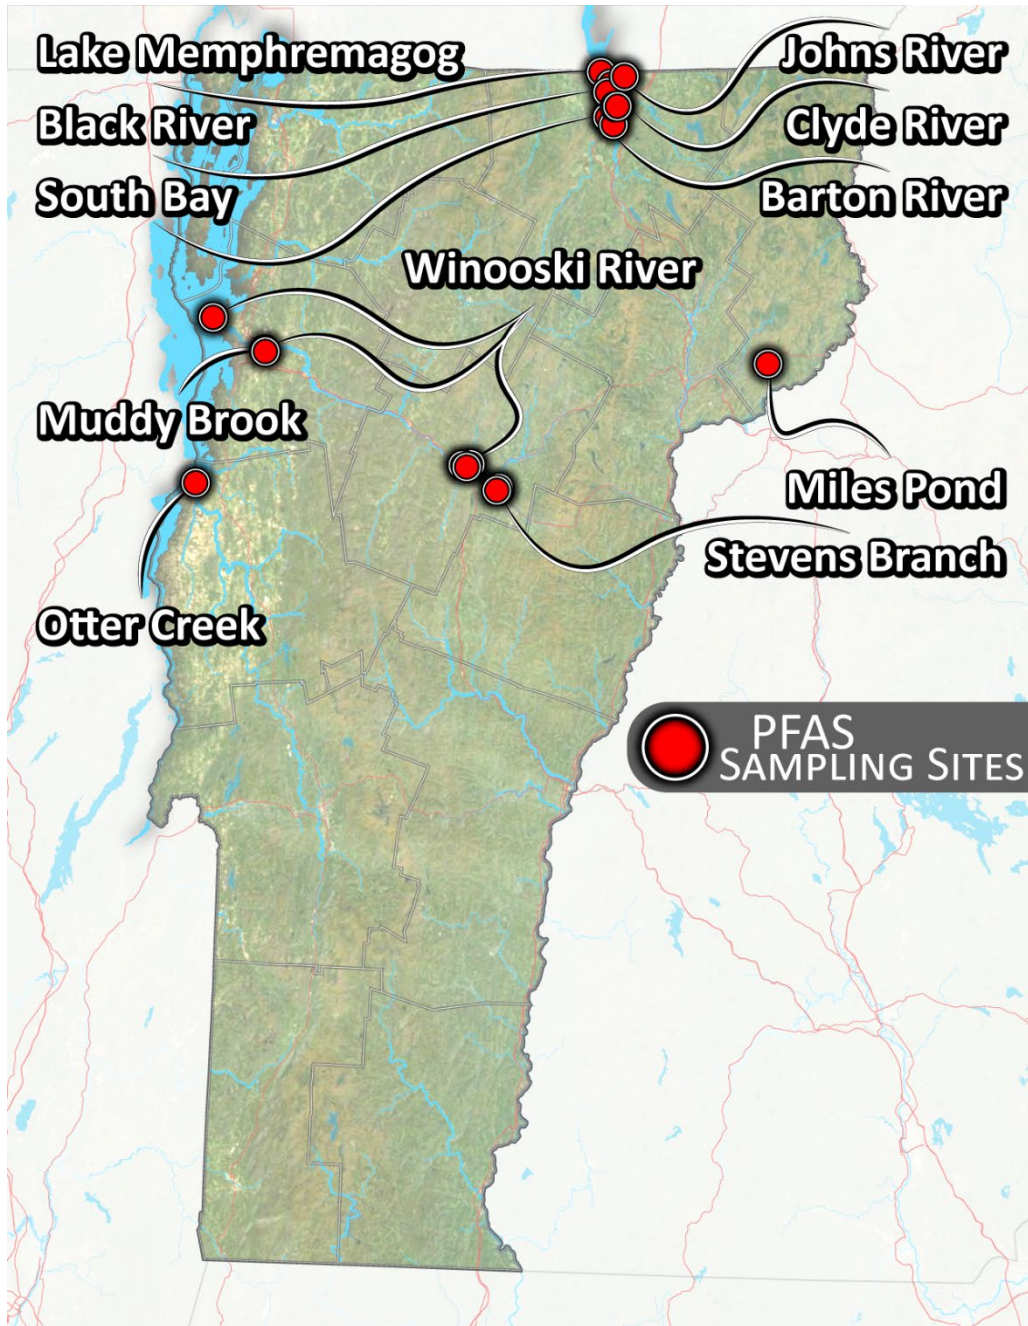 Lake Memphremagog
Johns River
Black River
Clyde River
South Bay
Barton River
Winooski River
Muddy Brook
Miles Pond
Stevens Branch
Otter Creek
PFAS
SAMPLING SITES